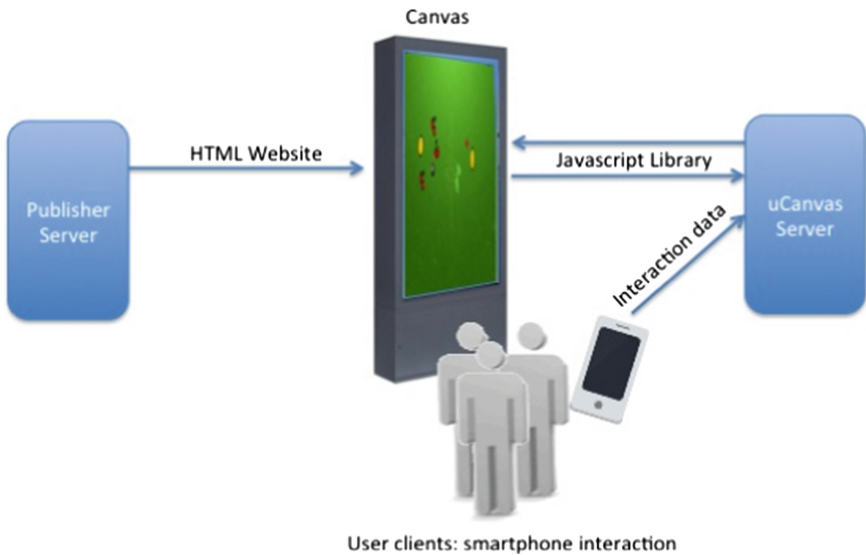 Canvas
HTML Website
Javascript Library
Publisher
Server
uCanvas
Server
Interaction data
User clients: smartphone interaction